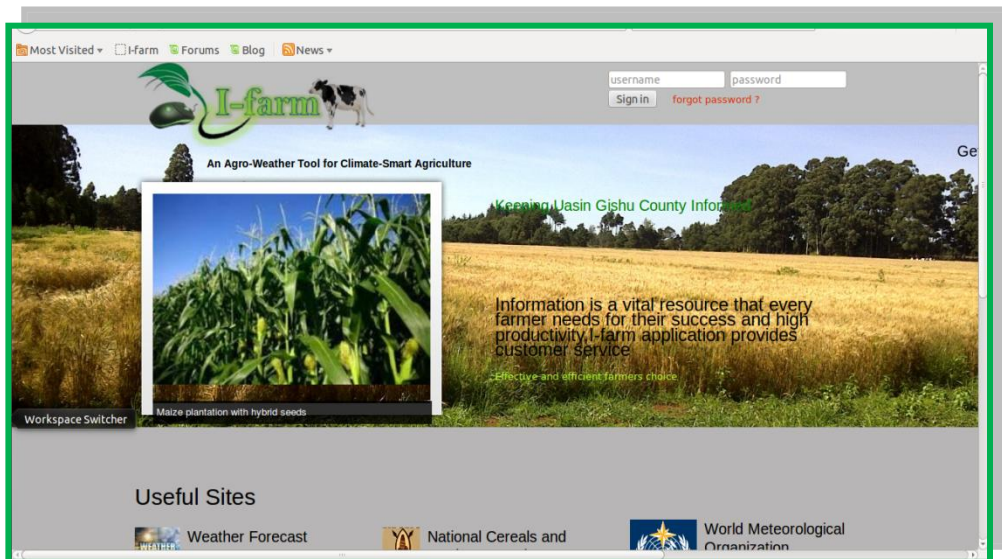 Most Visited I-farm Forums Blog News
I-farm
username password
Sign in forgot password ?
An Agro-Weather Tool for Climate-Smart Agriculture
Ge
Keeping Uasin Gishu County Informed
Information is a vital resource that every
farmer needs for their success and high
productivity,I-farm application provides
customer service
Effective and efficient farmers choice
Maize plantation with hybrid seeds
Workspace Switcher
Useful Sites
Weather Forecast
WEATHER
National Cereals and
World Meteorological
Organization